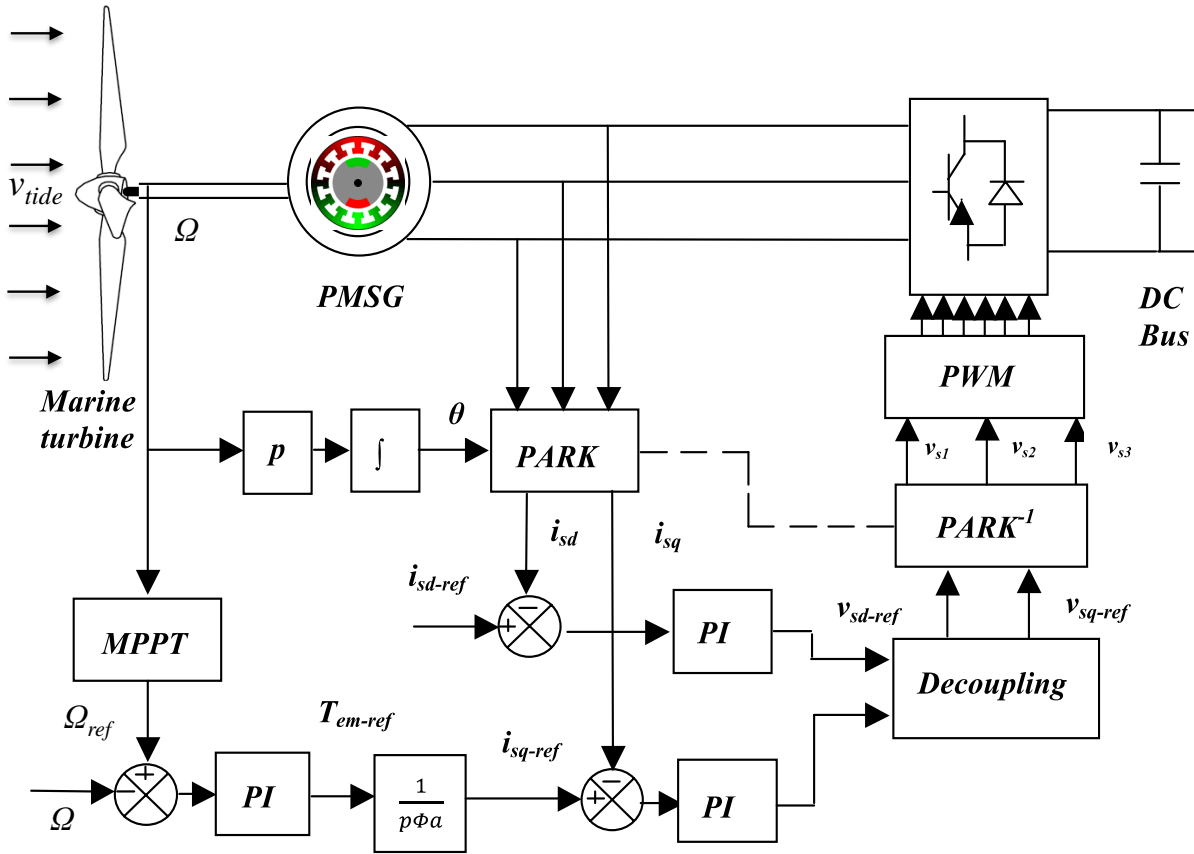 v_tide
Ω
PMSG
DC
Bus
PWM
Marine
turbine
p
∫
θ
PARK
v_s1
v_s2
v_s3
PARK^-1
i_sd
i_sq
i_sd-ref
−
+
PI
v_sd-ref
v_sq-ref
Decoupling
MPPT
Ω_ref
T_em-ref
i_sq-ref
+
−
Ω
PI
1
pΦa
−
+
PI